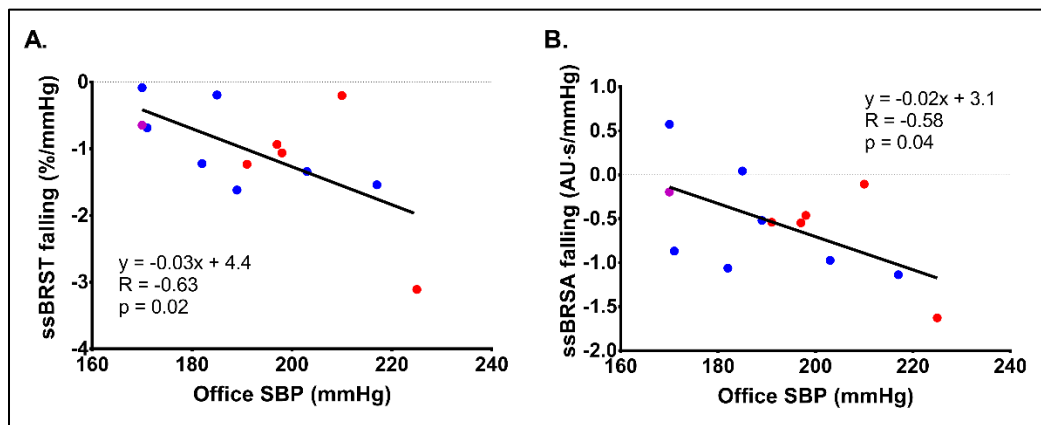 A.
ssBRST falling (%/mmHg)
0
-1
-2
-3
-4
y = -0.03x + 4.4
R = -0.63
p = 0.02
160 180 200 220 240
Office SBP (mmHg)
B.
ssBRSA falling (AU·s/mmHg)
1.0
0.5
0.0
-0.5
-1.0
-1.5
-2.0
y = -0.02x + 3.1
R = -0.58
p = 0.04
160 180 200 220 240
Office SBP (mmHg)